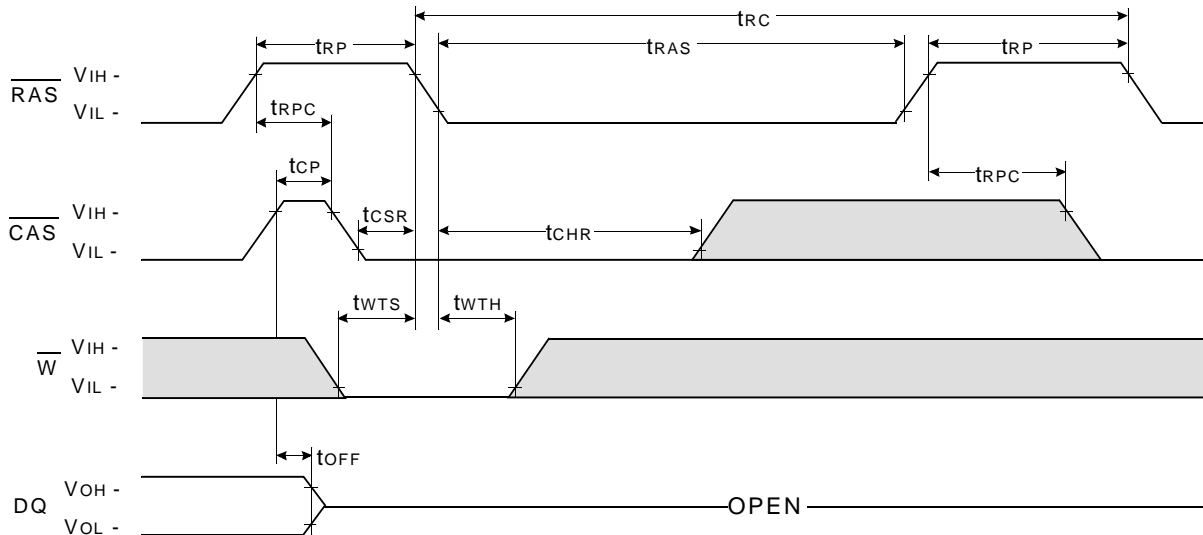 tRC
tRP
tRAS
tRP
RAS
VIH -
VIL -
tRPC
tCP
tRPC
CAS
VIH -
VIL -
tCSR
tCHR
tWTS
tWTH
W
VIH -
VIL -
tOFF
DQ
VOH -
VOL -
OPEN